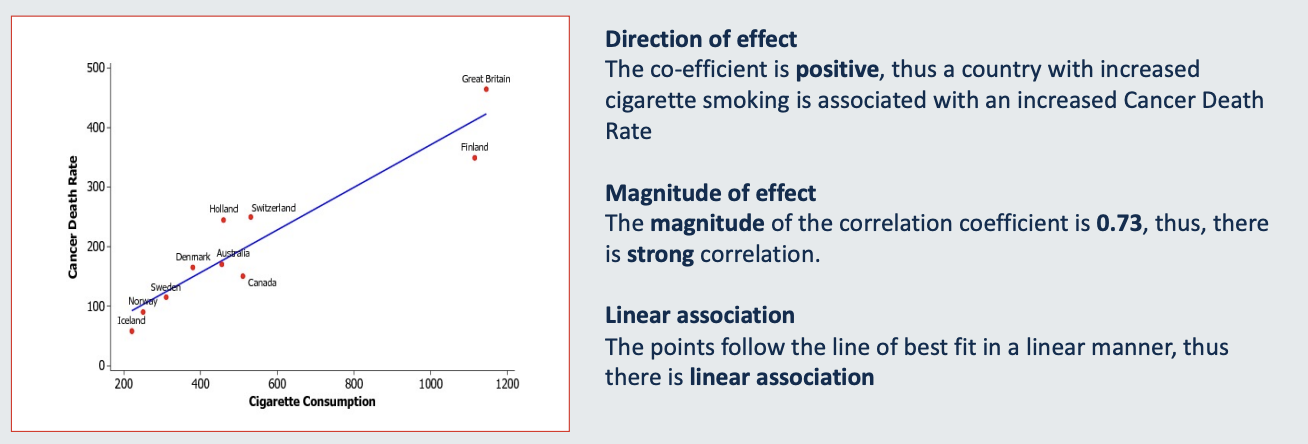 500
400
300
200
100
0
Cancer Death Rate
Great Britain
Finland
Holland
Switzerland
Denmark
Australia
Canada
Sweden
Norway
Iceland
200 400 600 800 1000 1200
Cigarette Consumption
Direction of effect
The co-efficient is positive, thus a country with increased
cigarette smoking is associated with an increased Cancer Death
Rate
Magnitude of effect
The magnitude of the correlation coefficient is 0.73, thus, there
is strong correlation.
Linear association
The points follow the line of best fit in a linear manner, thus
there is linear association